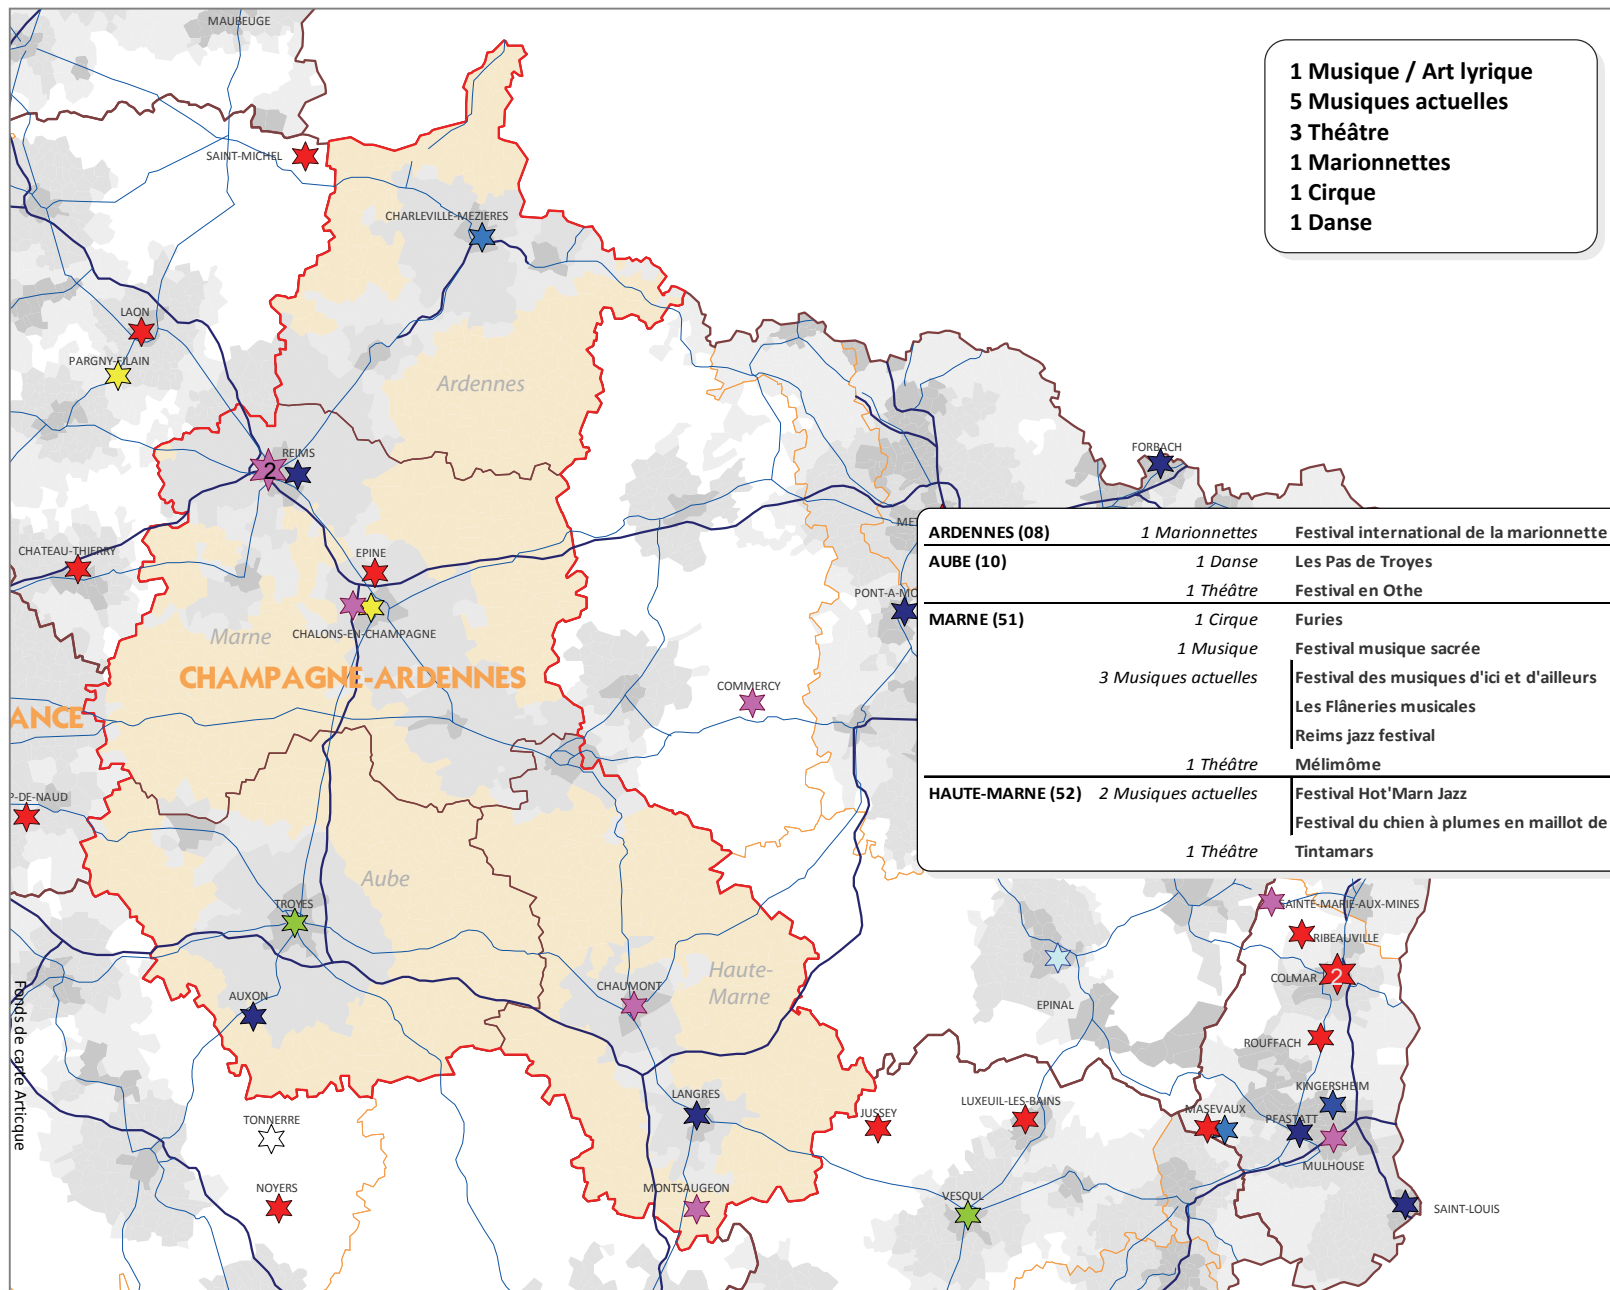 MAUBEUGE
1 Musique / Art lyrique
5 Musiques actuelles
3 Théâtre
1 Marionnettes
1 Cirque
1 Danse
SAINT-MICHEL
CHARLEVILLE-MEZIERES
LAON
PARGNY-FILAIN
Ardennes
REIMS
2
FORBACH
CHATEAU-THIERRY
EPINE
CHALONS-EN-CHAMPAGNE
Marne
CHAMPAGNE-ARDENNES
ANCE
COMMERCY
MET
PONT-A-MO
ARDENNES (08) 1 Marionnettes Festival international de la marionnette
AUBE (10) 1 Danse Les Pas de Troyes
1 Théâtre Festival en Othe
MARNE (51) 1 Cirque Furies
1 Musique Festival musique sacrée
3 Musiques actuelles Festival des musiques d'ici et d'ailleurs
Les Flâneries musicales
Reims jazz festival
1 Théâtre Mélimôme
HAUTE-MARNE (52) 2 Musiques actuelles Festival Hot'Marn Jazz
Festival du chien à plumes en maillot de
1 Théâtre Tintamars
P-DE-NAUD
Aube
TROYES
AUXON
Haute-
Marne
CHAUMONT
EPINAL
SAINTE-MARIE-AUX-MINES
RIBEAUVILLE
COLMAR
2
ROUFFACH
KINGERSHEIM
PFASTATT
MASEVAUX
MULHOUSE
SAINT-LOUIS
LANGRES
JUSSEY
LUXEUIL-LES-BAINS
TONNERRE
NOYERS
MONTSAUGEON
VESOUL
Fonds de carte Articque